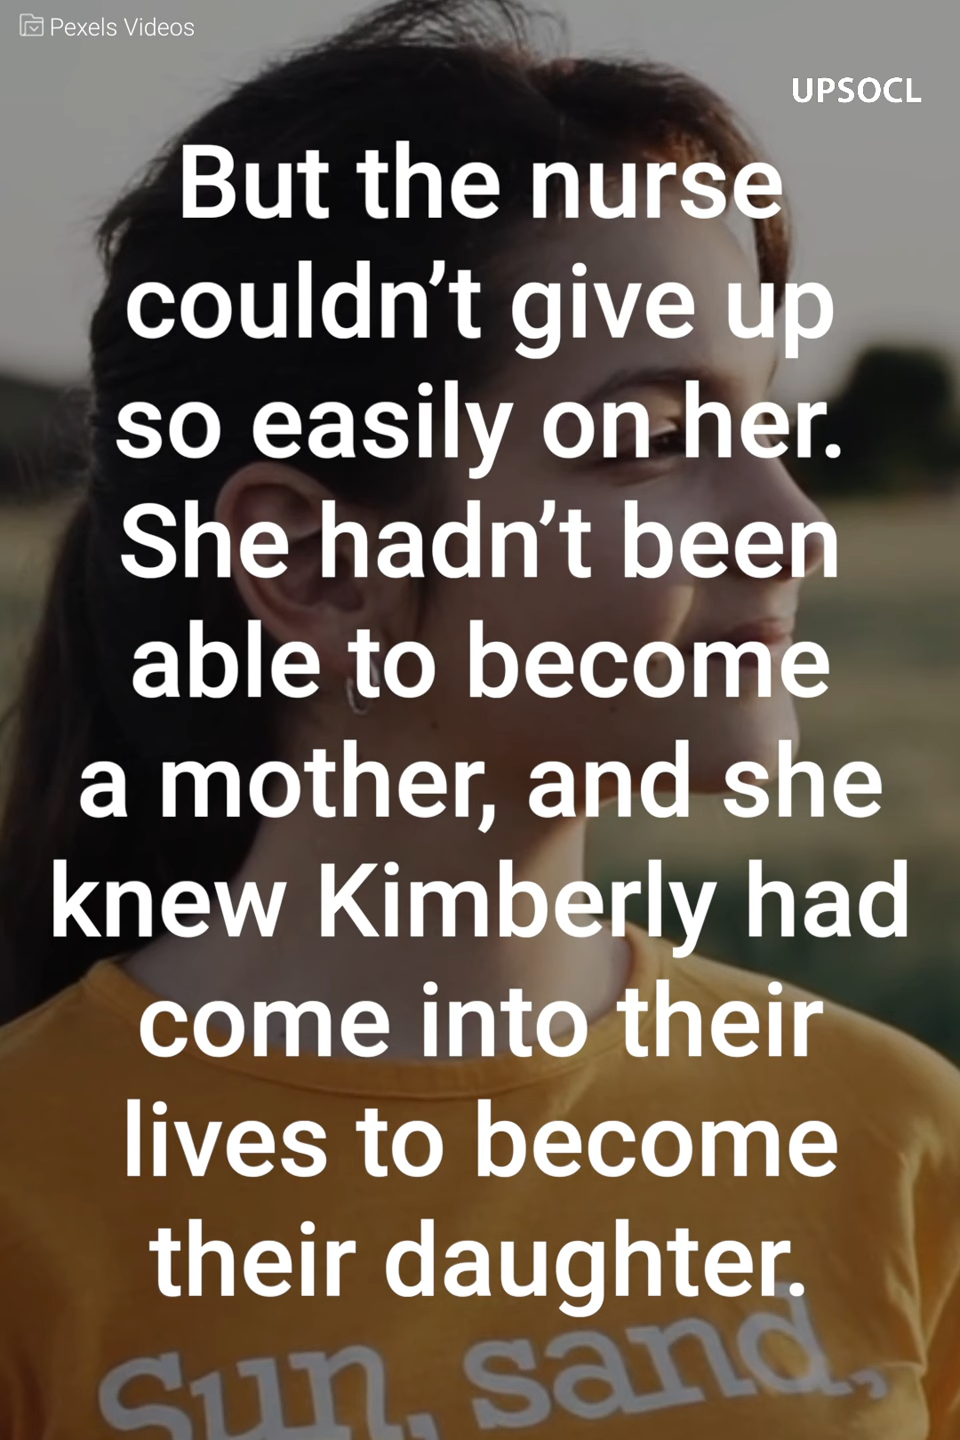 Pexels Videos
UPSOCL
But the nurse
couldn’t give up
so easily on her.
She hadn’t been
able to become
a mother, and she
knew Kimberly had
come into their
lives to become
their daughter.
Sun, sand,